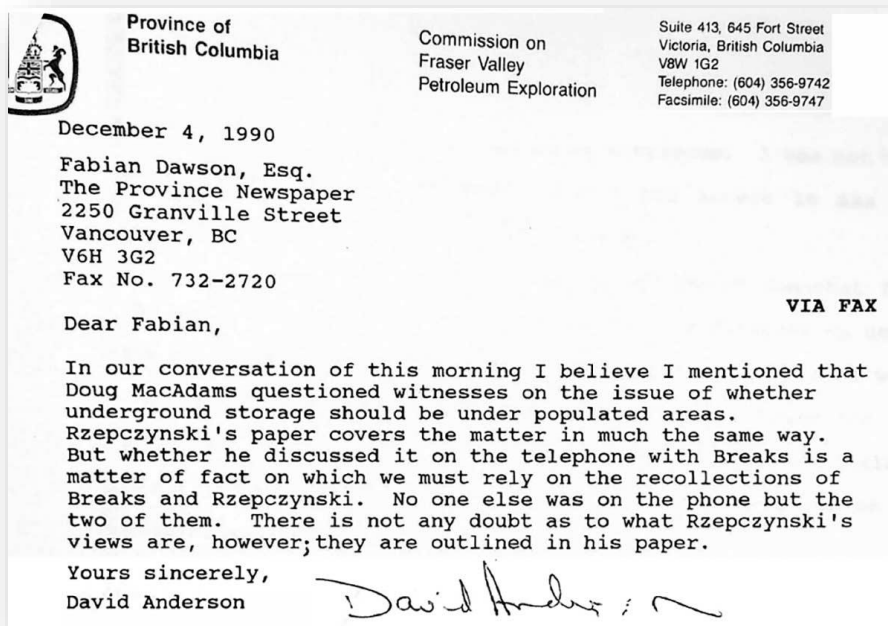 Province of
British Columbia
Commission on
Fraser Valley
Petroleum Exploration
Suite 413, 645 Fort Street
Victoria, British Columbia
V8W 1G2
Telephone: (604) 356-9742
Facsimile: (604) 356-9747
December 4, 1990
Fabian Dawson, Esq.
The Province Newspaper
2250 Granville Street
Vancouver, BC
V6H 3G2
Fax No. 732-2720
VIA FAX
Dear Fabian,
In our conversation of this morning I believe I mentioned that
Doug MacAdams questioned witnesses on the issue of whether
underground storage should be under populated areas.
Rzepczynski's paper covers the matter in much the same way.
But whether he discussed it on the telephone with Breaks is a
matter of fact on which we must rely on the recollections of
Breaks and Rzepczynski. No one else was on the phone but the
two of them. There is not any doubt as to what Rzepczynski's
views are, however; they are outlined in his paper.
Yours sincerely,
David Anderson
David Anderson